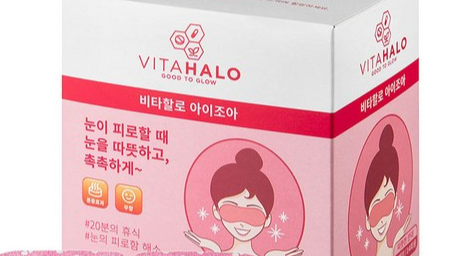 VITAHALO
GOOD TO GLOW
비타할로 아이조아
눈이 피로할 때
눈을 따뜻하고,
촉촉하게~
#20분의 휴식
#눈의 피로함 해소
VITAHALO
GOOD TO GLOW
비타할로 아이조아